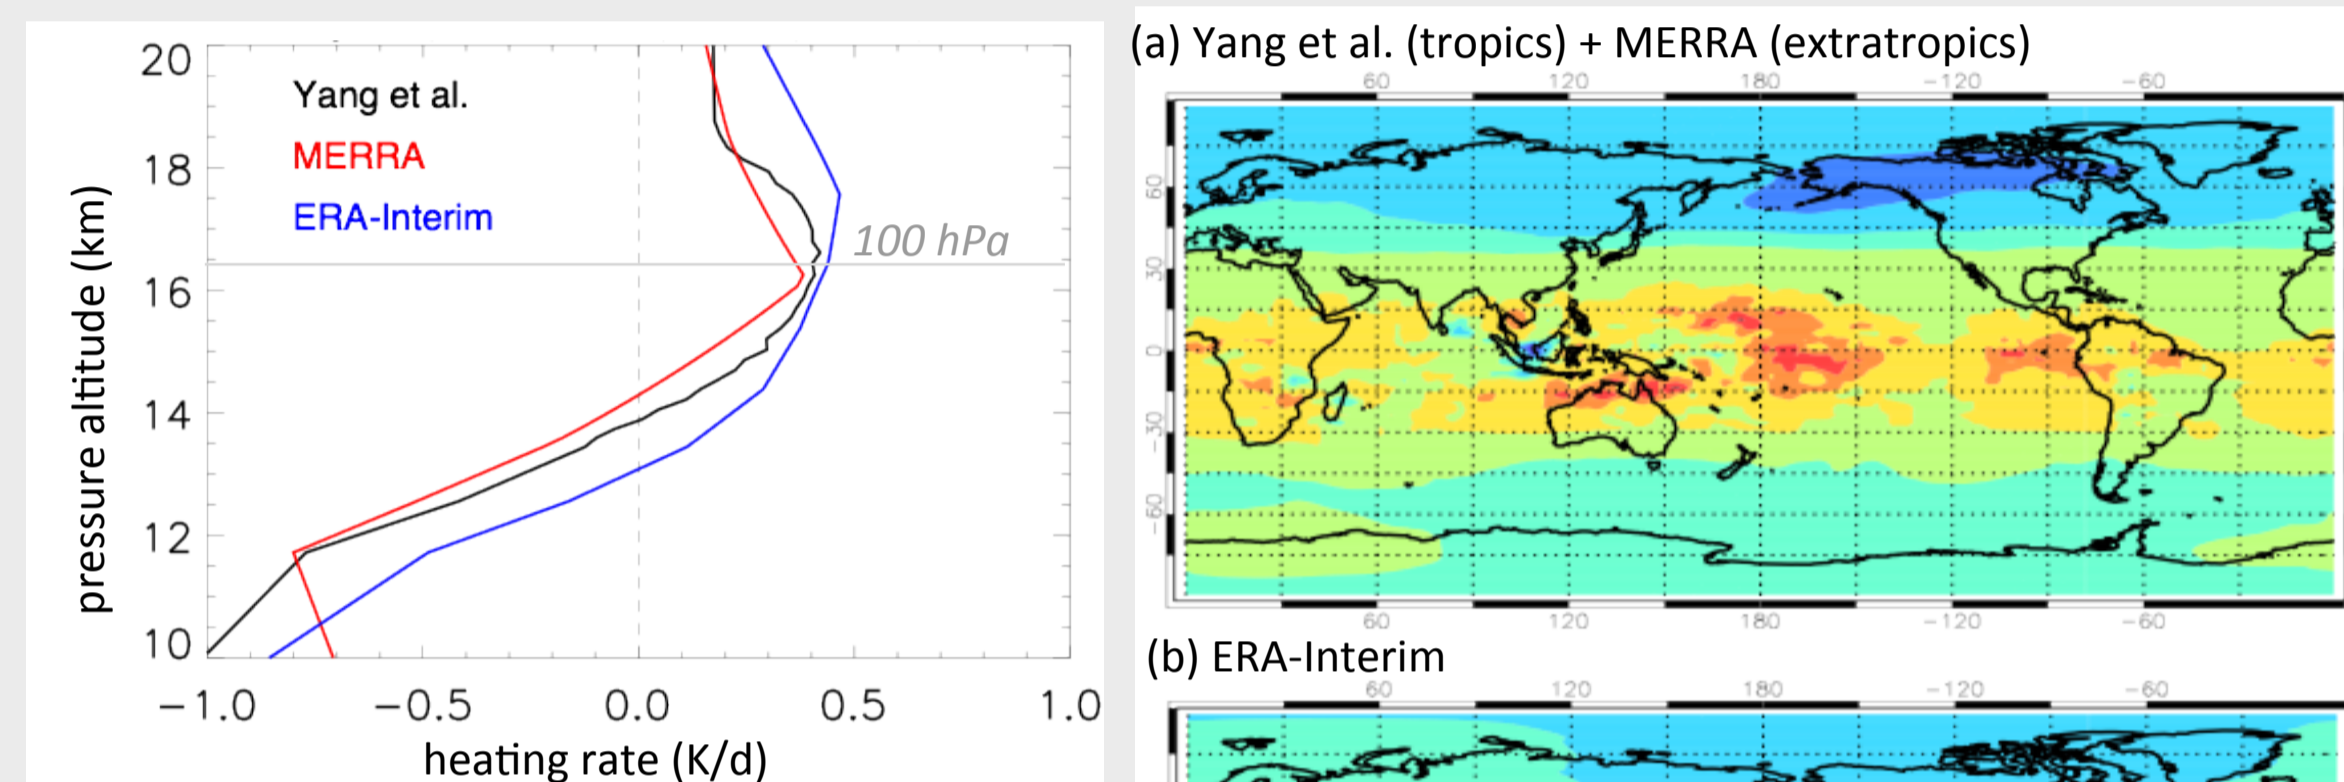 20
18
16
14
12
10
pressure altitude (km)
Yang et al.
MERRA
ERA-Interim
100 hPa
−1.0 −0.5 0.0 0.5 1.0
heating rate (K/d)
(a) Yang et al. (tropics) + MERRA (extratropics)
60 120 180 −120 −60
60
30
0
−30
−60
60 120 180 −120 −60
(b) ERA-Interim
60 120 180 −120 −60